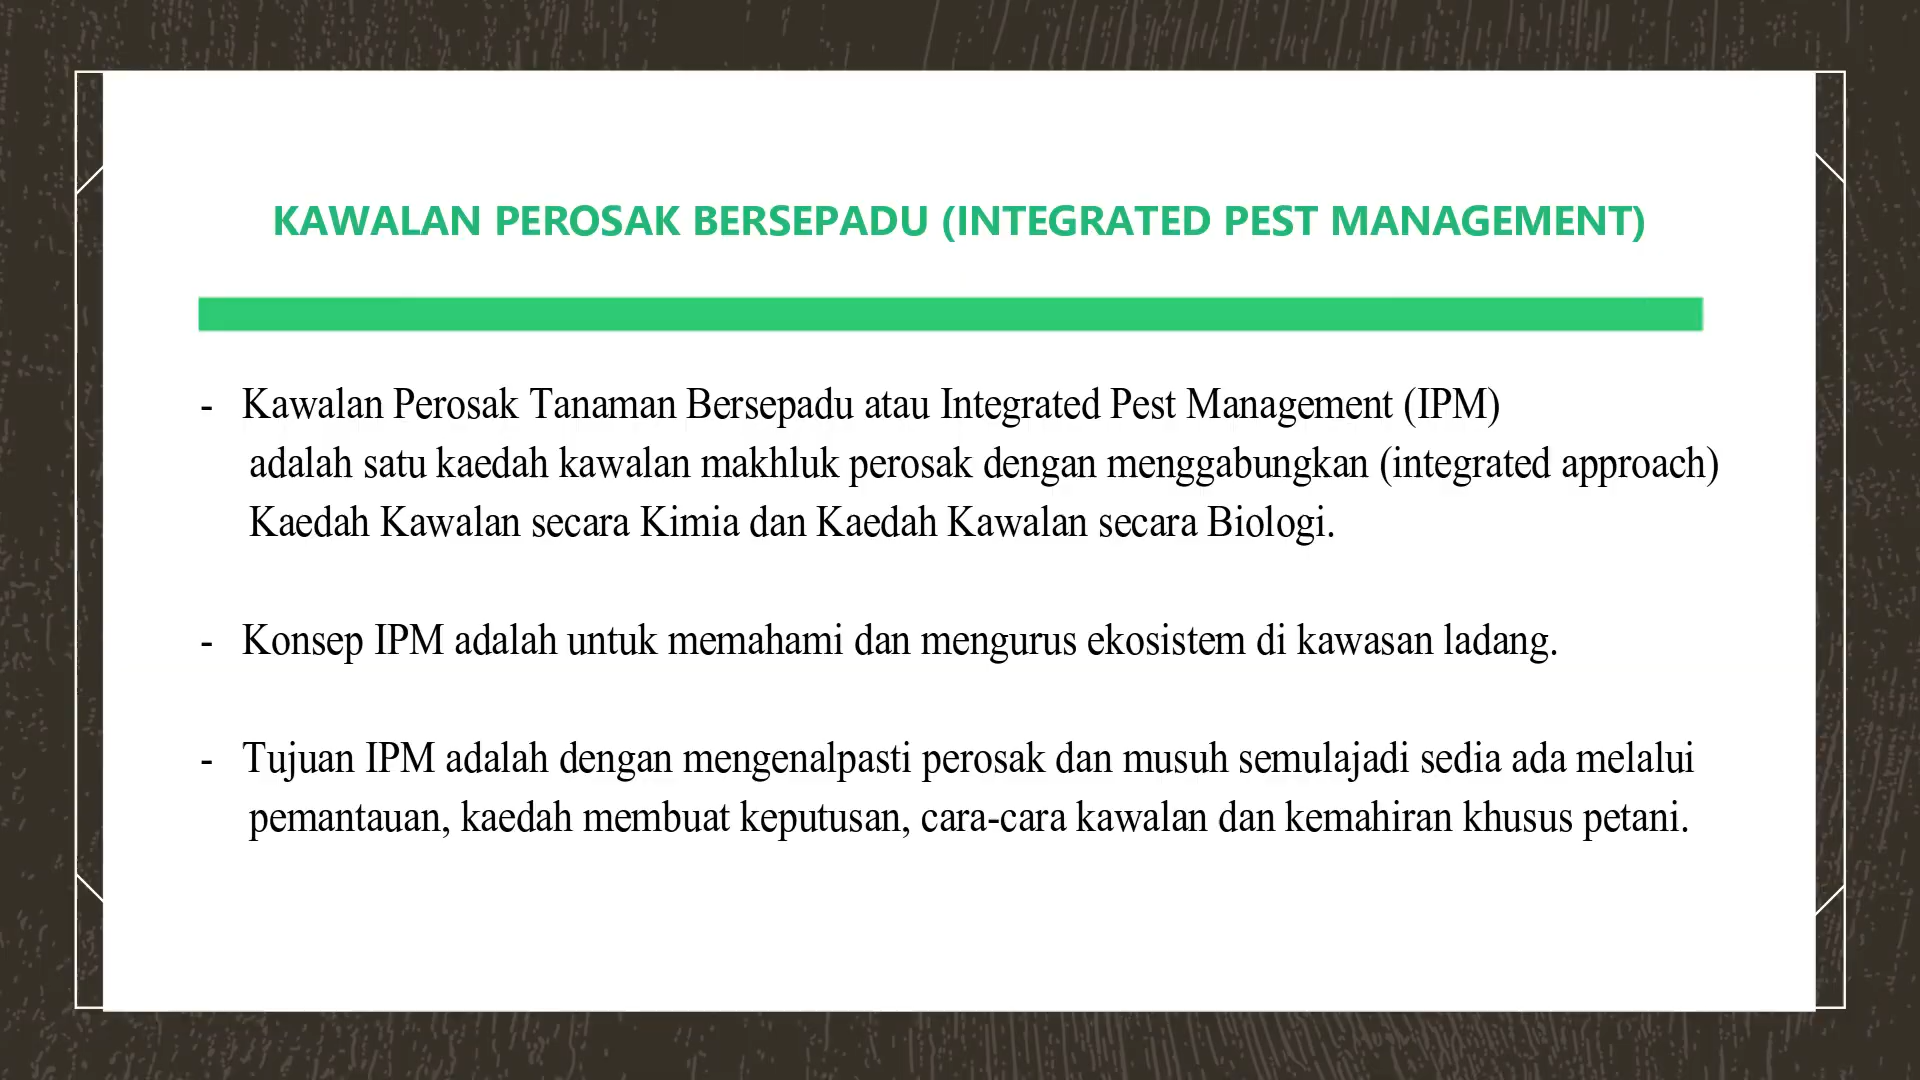 KAWALAN PEROSAK BERSEPADU (INTEGRATED PEST MANAGEMENT)
- Kawalan Perosak Tanaman Bersepadu atau Integrated Pest Management (IPM)
adalah satu kaedah kawalan makhluk perosak dengan menggabungkan (integrated approach)
Kaedah Kawalan secara Kimia dan Kaedah Kawalan secara Biologi.
- Konsep IPM adalah untuk memahami dan mengurus ekosistem di kawasan ladang.
- Tujuan IPM adalah dengan mengenalpasti perosak dan musuh semulajadi sedia ada melalui
pemantauan, kaedah membuat keputusan, cara-cara kawalan dan kemahiran khusus petani.